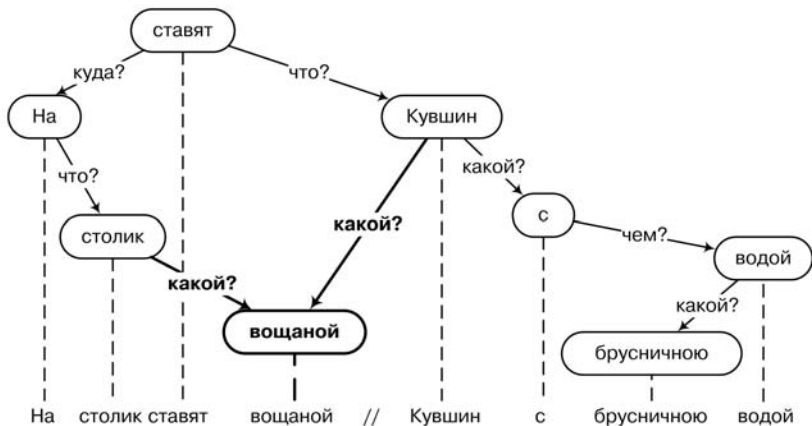 ставят
куда?
что?
На
Кувшин
что?
какой?
столик
какой?
с
чем?
водой
какой?
вощаной
какой?
брусничною
На столик ставят вощаной // Кувшин с брусничною водой